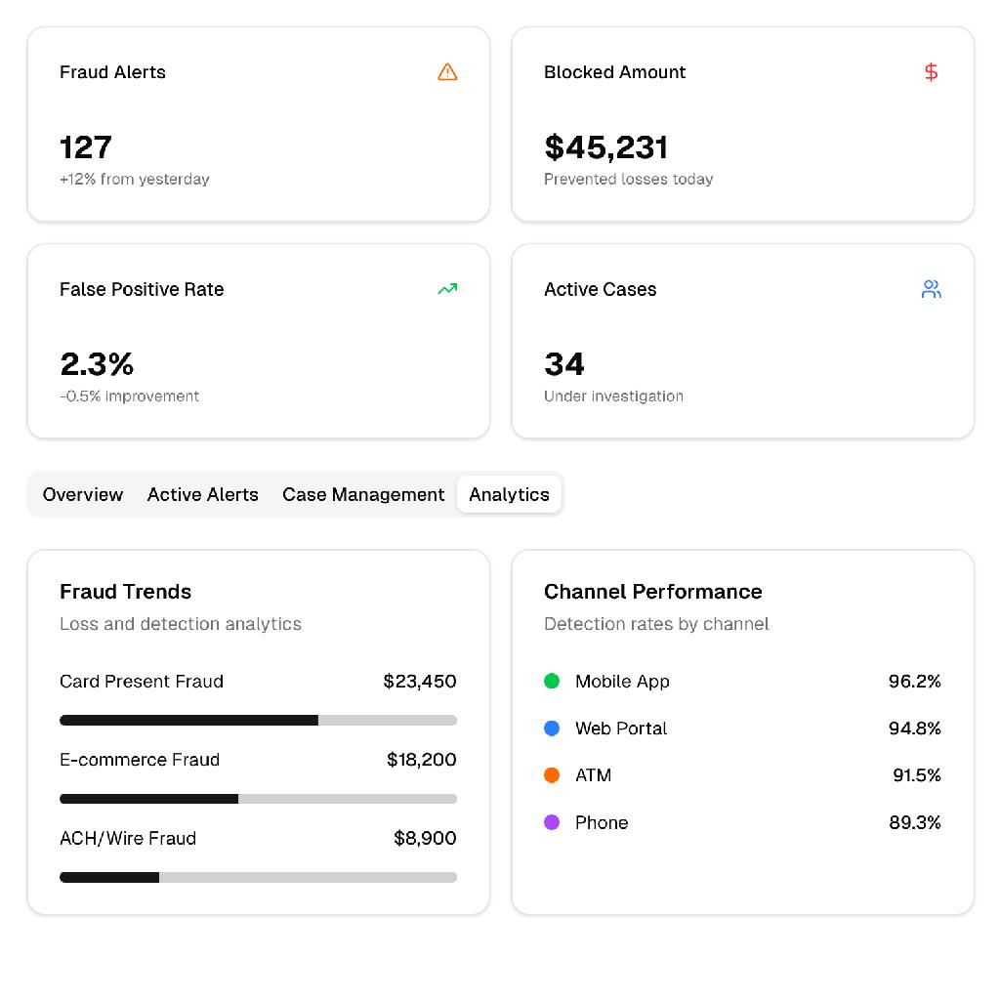 Fraud Alerts
127
+12% from yesterday
Blocked Amount
$45,231
Prevented losses today
False Positive Rate
2.3%
-0.5% improvement
Active Cases
34
Under investigation
Overview Active Alerts Case Management Analytics
Fraud Trends
Loss and detection analytics
Card Present Fraud $23,450
E-commerce Fraud $18,200
ACH/Wire Fraud $8,900
Channel Performance
Detection rates by channel
Mobile App 96.2%
Web Portal 94.8%
ATM 91.5%
Phone 89.3%